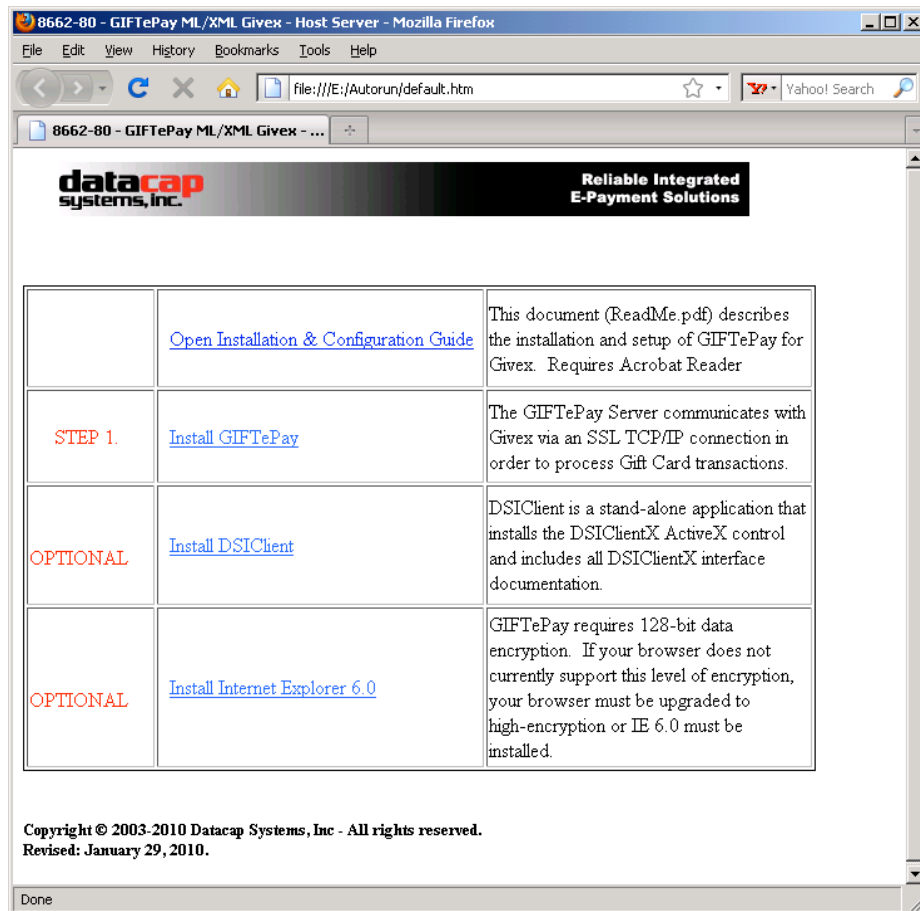 8662-80 - GIFTePay ML/XML Givex - Host Server - Mozilla Firefox
File Edit View History Bookmarks Tools Help
file:///E:/Autorun/default.htm
Yahoo! Search
8662-80 - GIFTePay ML/XML Givex - ...
datacap
systems, inc.
Reliable Integrated
E-Payment Solutions
Open Installation & Configuration Guide
This document (ReadMe.pdf) describes
the installation and setup of GIFTePay for
Givex. Requires Acrobat Reader
STEP 1.
Install GIFTePay
The GIFTePay Server communicates with
Givex via an SSL TCP/IP connection in
order to process Gift Card transactions.
OPTIONAL
Install DSIClient
DSIClient is a stand-alone application that
installs the DSIClientX ActiveX control
and includes all DSIClientX interface
documentation.
OPTIONAL
Install Internet Explorer 6.0
GIFTePay requires 128-bit data
encryption. If your browser does not
currently support this level of encryption,
your browser must be upgraded to
high-encryption or IE 6.0 must be
installed.
Copyright © 2003-2010 Datacap Systems, Inc - All rights reserved.
Revised: January 29, 2010.
Done